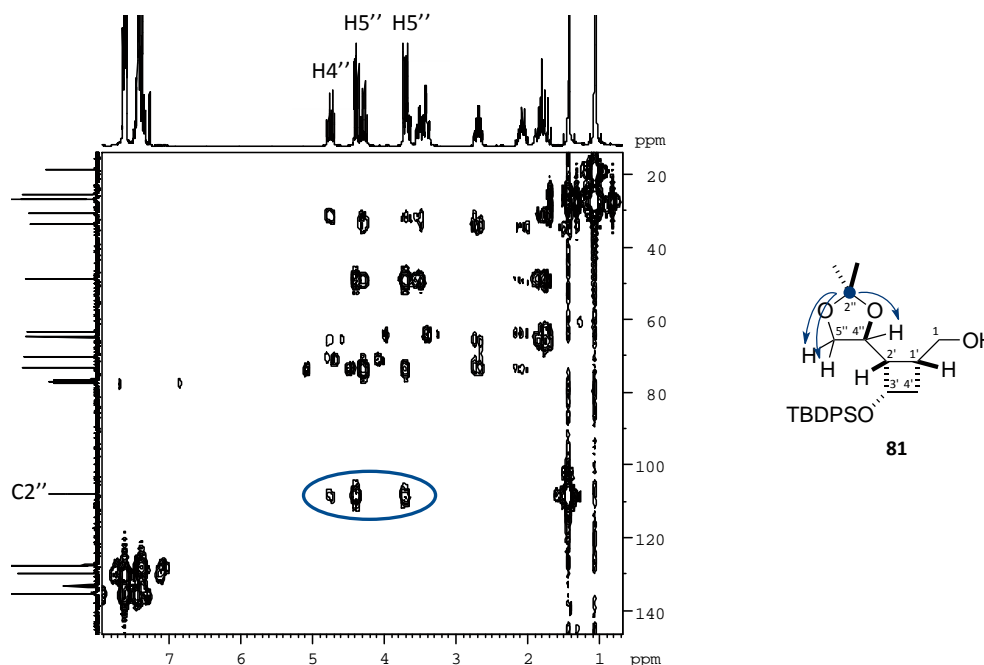 H5’’ H5’’
H4’’
ppm
20
40
60
80
100
120
140
C2’’
7 6 5 4 3 2 1 ppm
2''
O O
5'' 4'' H
H H
1
OH
2' 1'
H H
3' 4'
TBDPSO
81